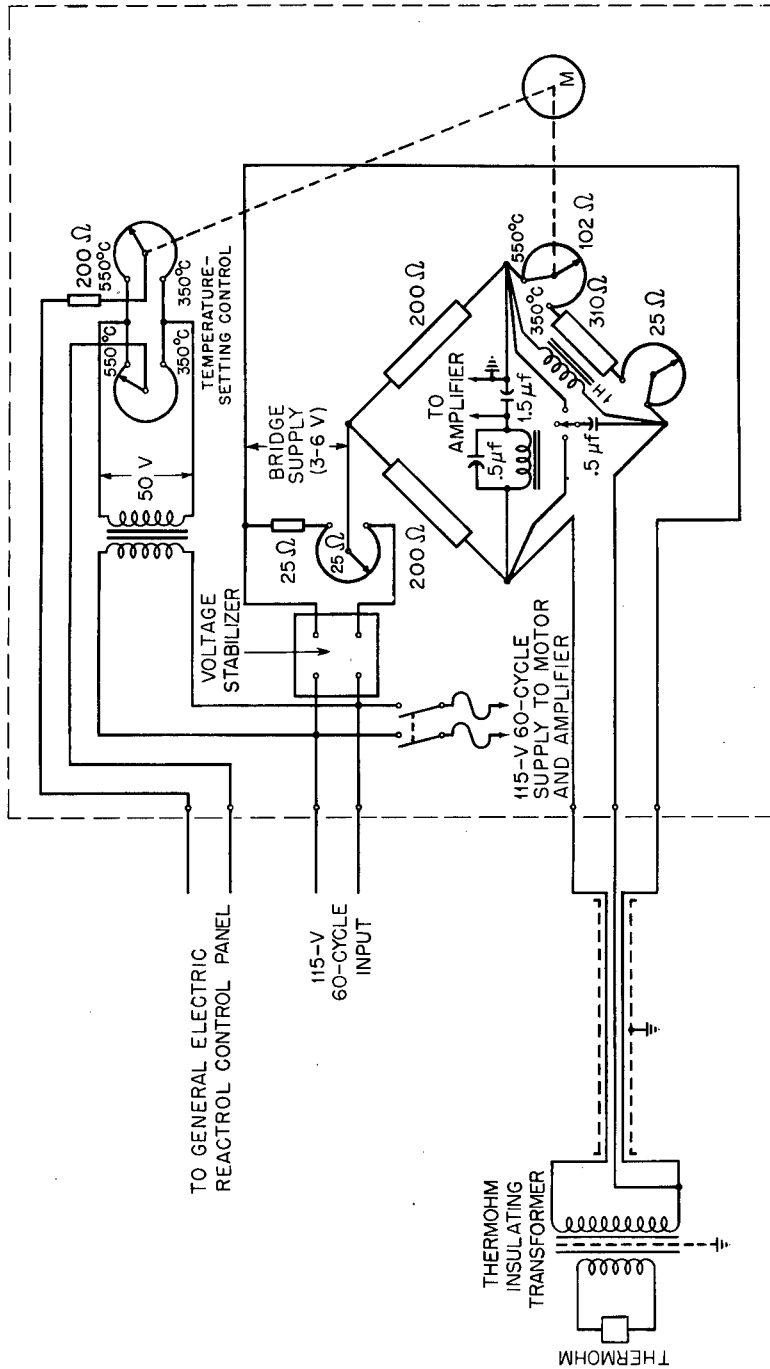 TO GENERAL ELECTRIC
REACTROL CONTROL PANEL
115-V
60-CYCLE
INPUT
THERMOHM
INSULATING
TRANSFORMER
THERMOHM
50 V
200 Ω
550°C
550°C
350°C
350°C
TEMPERATURE-
SETTING CONTROL
VOLTAGE
STABILIZER
25 Ω
25 Ω
BRIDGE
SUPPLY
(3-6 V)
200 Ω
200 Ω
TO
AMPLIFIER
.5 μf
1.5 μf
.5 μf
1H
550°C
350°C
102 Ω
310 Ω
25 Ω
M
115-V 60-CYCLE
SUPPLY TO MOTOR
AND AMPLIFIER